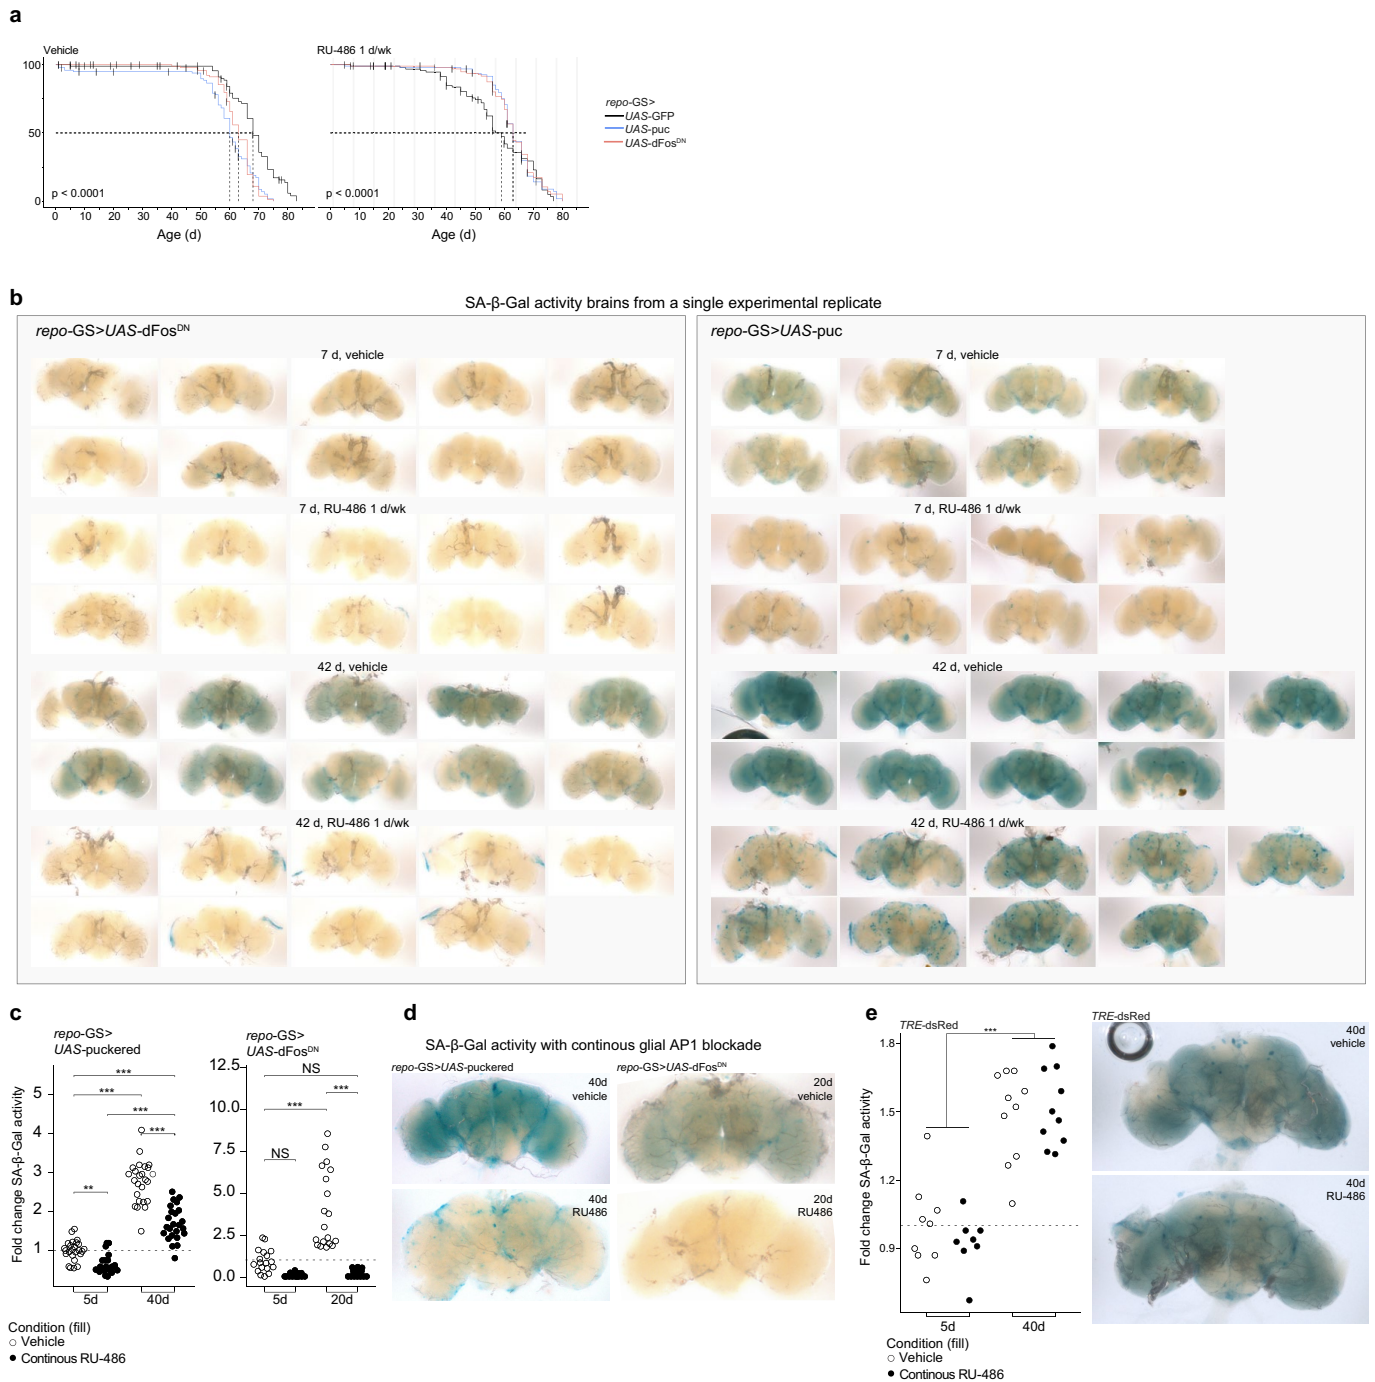 a
Vehicle
RU-486 1 d/wk
100
50
0
p < 0.0001
p < 0.0001
0 10 20 30 40 50 60 70 80
0 10 20 30 40 50 60 70 80
Age (d)
Age (d)
repo-GS>
UAS-GFP
UAS-puc
UAS-dFosDN
b
SA-β-Gal activity brains from a single experimental replicate
repo-GS>UAS-dFosDN
repo-GS>UAS-puc
7 d, vehicle
7 d, vehicle
7 d, RU-486 1 d/wk
7 d, RU-486 1 d/wk
42 d, vehicle
42 d, vehicle
42 d, RU-486 1 d/wk
42 d, RU-486 1 d/wk
c
repo-GS>
UAS-puckered
Fold change SA-β-Gal activity
5
4
3
2
1
***
***
***
***
**
5d 40d
repo-GS>
UAS-dFosDN
12.5
10.0
7.5
5.0
2.5
0.0
NS
***
***
NS
5d 20d
Condition (fill)
Vehicle
Continous RU-486
d
SA-β-Gal activity with continous glial AP1 blockade
repo-GS>UAS-puckered
repo-GS>UAS-dFosDN
40d
vehicle
20d
vehicle
40d
RU486
20d
RU486
e
TRE-dsRed
Fold change SA-β-Gal activity
1.8
1.5
1.2
0.9
***
5d 40d
Condition (fill)
Vehicle
Continous RU-486
TRE-dsRed
40d
vehicle
40d
RU-486